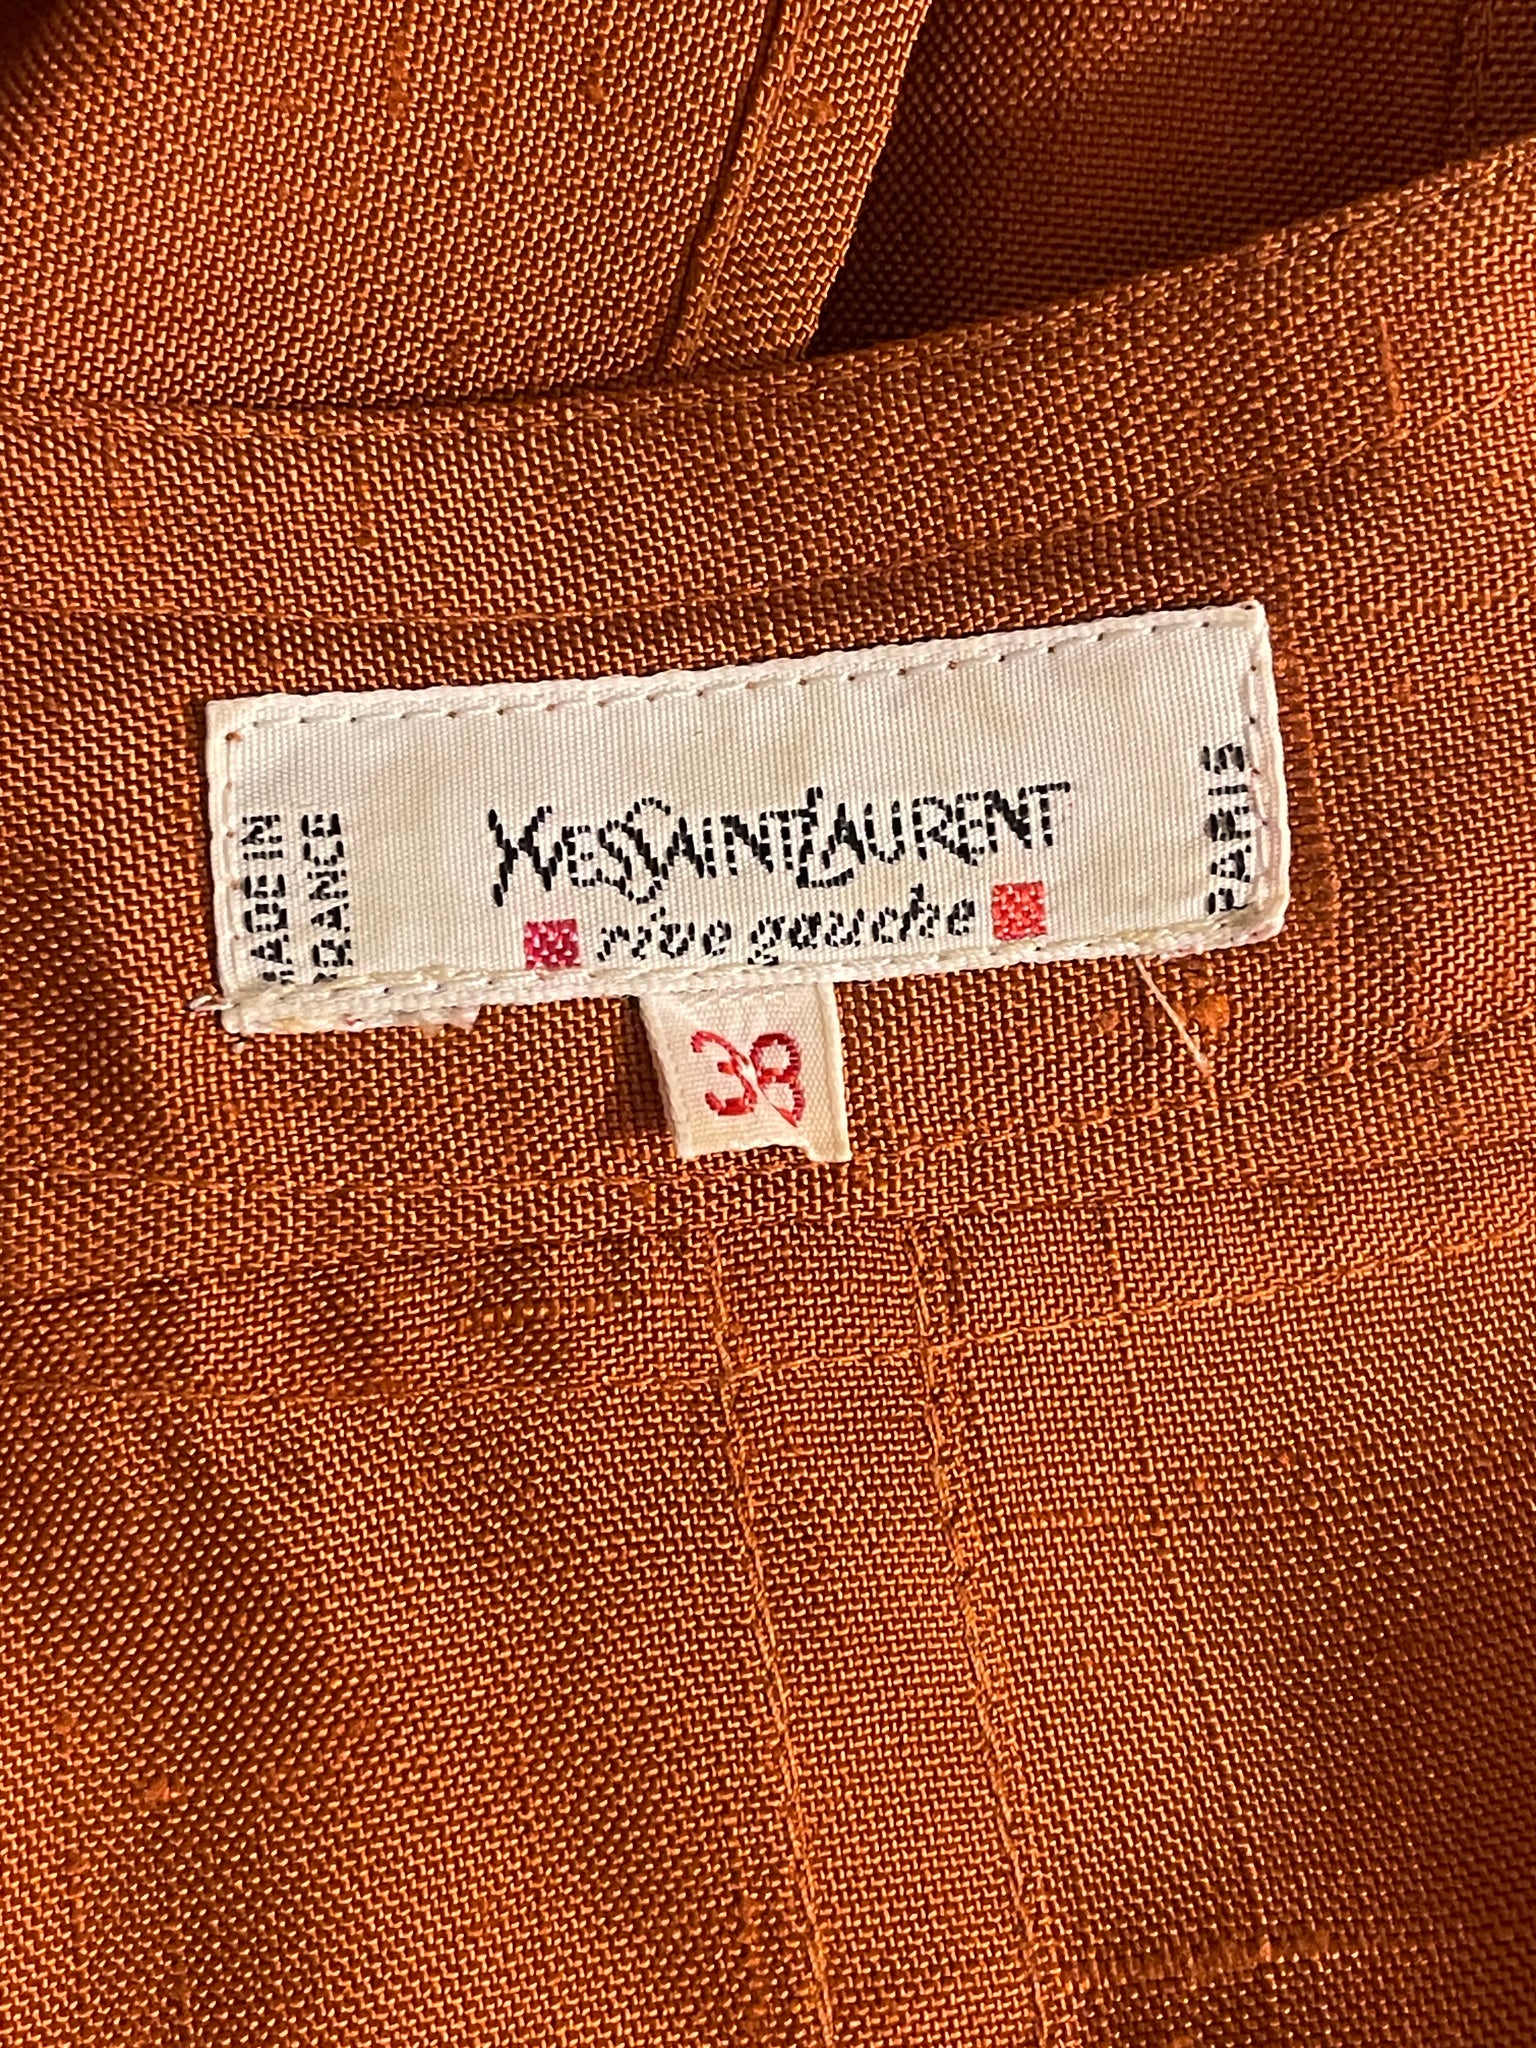 MADE IN
FRANCE
YVES SAINT LAURENT
rive gauche
PARIS
38